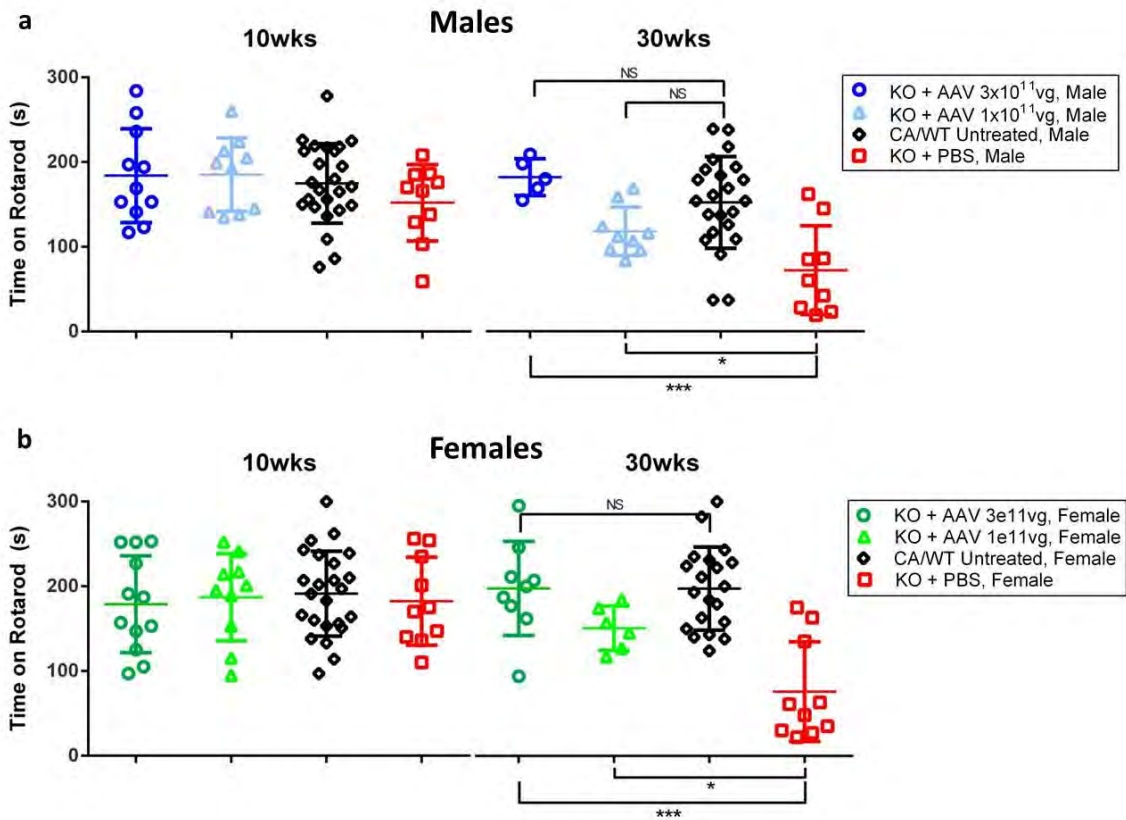 a
Males
10wks
30wks
Time on Rotarod (s)
300
200
100
0
NS
NS
*
***
KO + AAV 3x10¹¹vg, Male
KO + AAV 1x10¹¹vg, Male
CA/WT Untreated, Male
KO + PBS, Male
b
Females
10wks
30wks
Time on Rotarod (s)
300
200
100
0
NS
*
***
KO + AAV 3e11vg, Female
KO + AAV 1e11vg, Female
CA/WT Untreated, Female
KO + PBS, Female